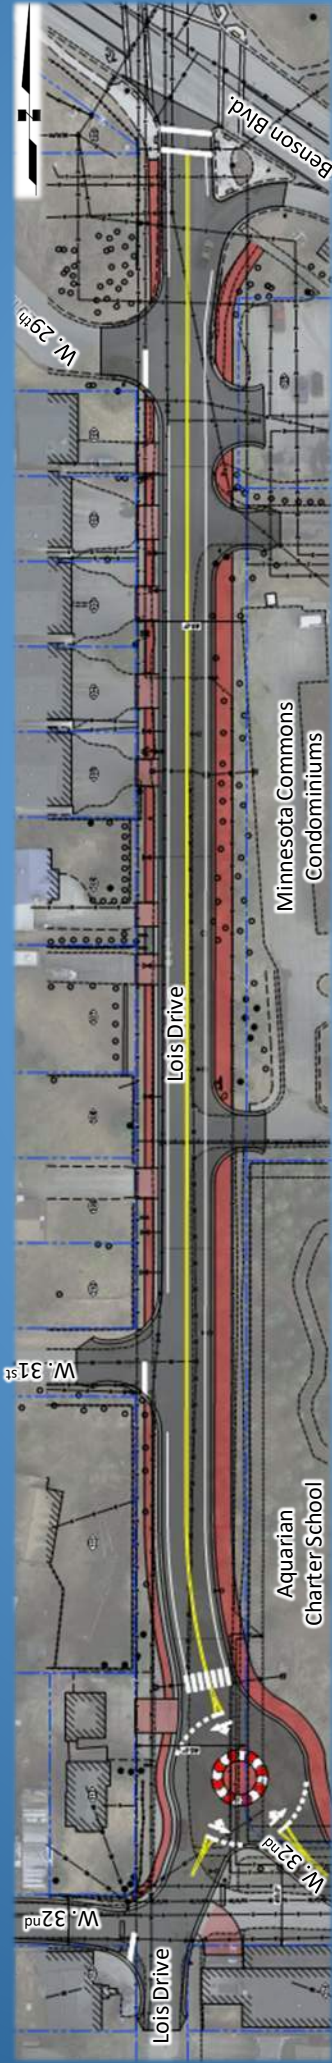 Benson Blvd.
W. 29th
Minnesota Commons
Condominiums
Lois Drive
W. 31st
Aquarian
Charter School
W. 32nd
W. 32nd
Lois Drive